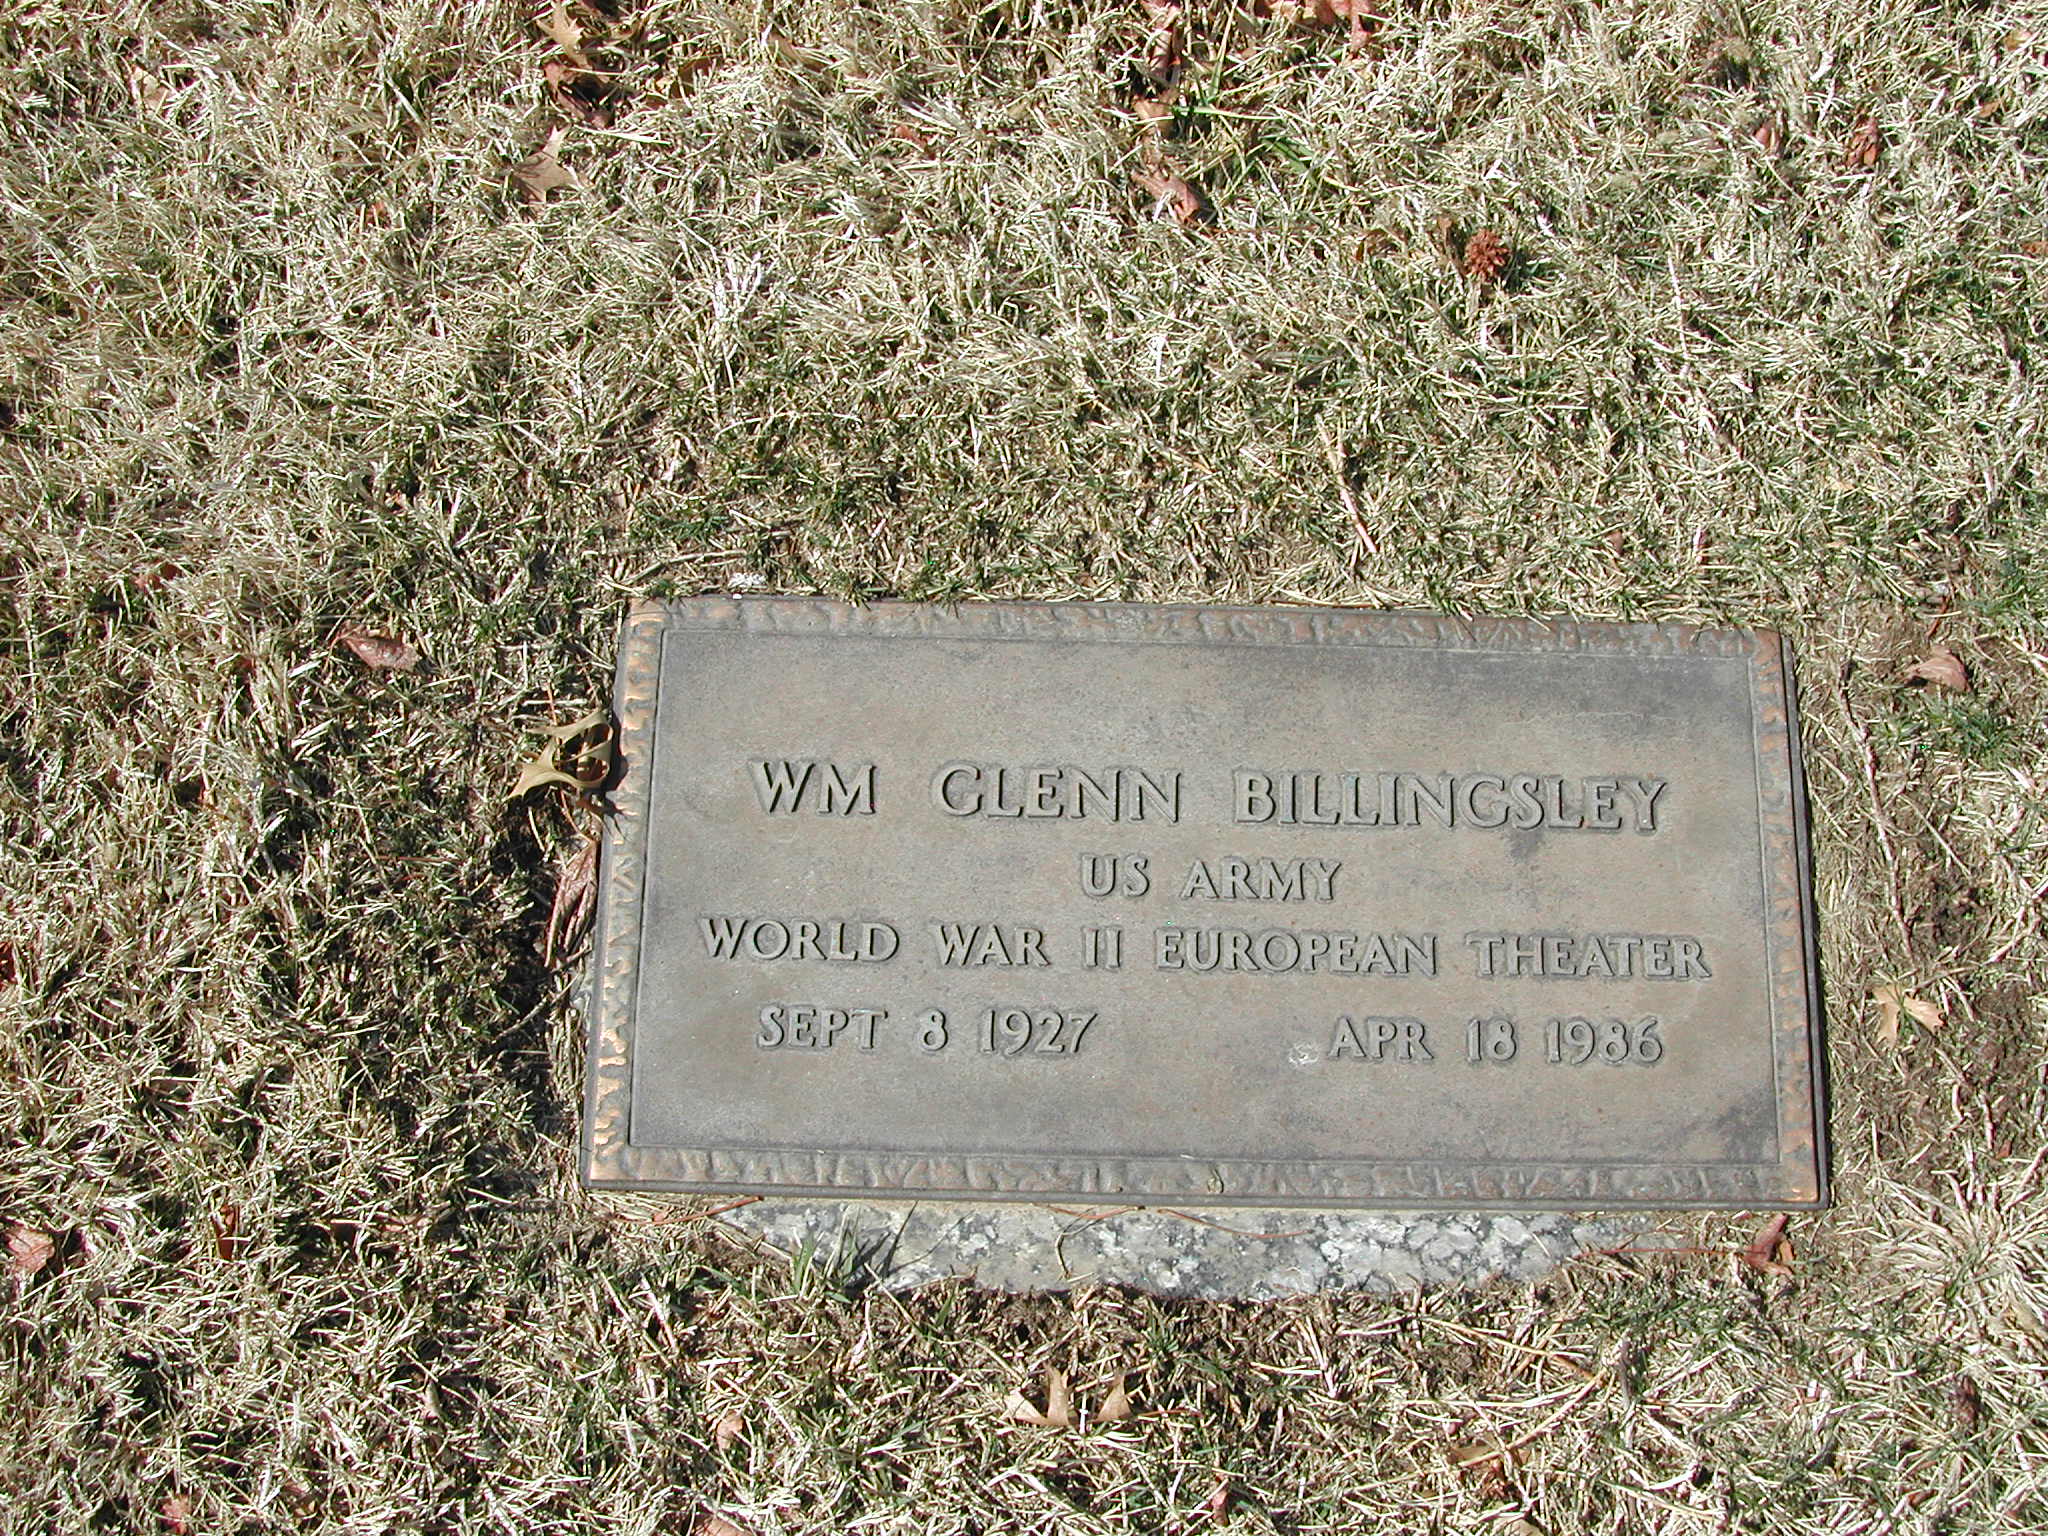 WM GLENN BILLINGSLEY
US ARMY
WORLD WAR II EUROPEAN THEATER
SEPT 8 1927 APR 18 1986